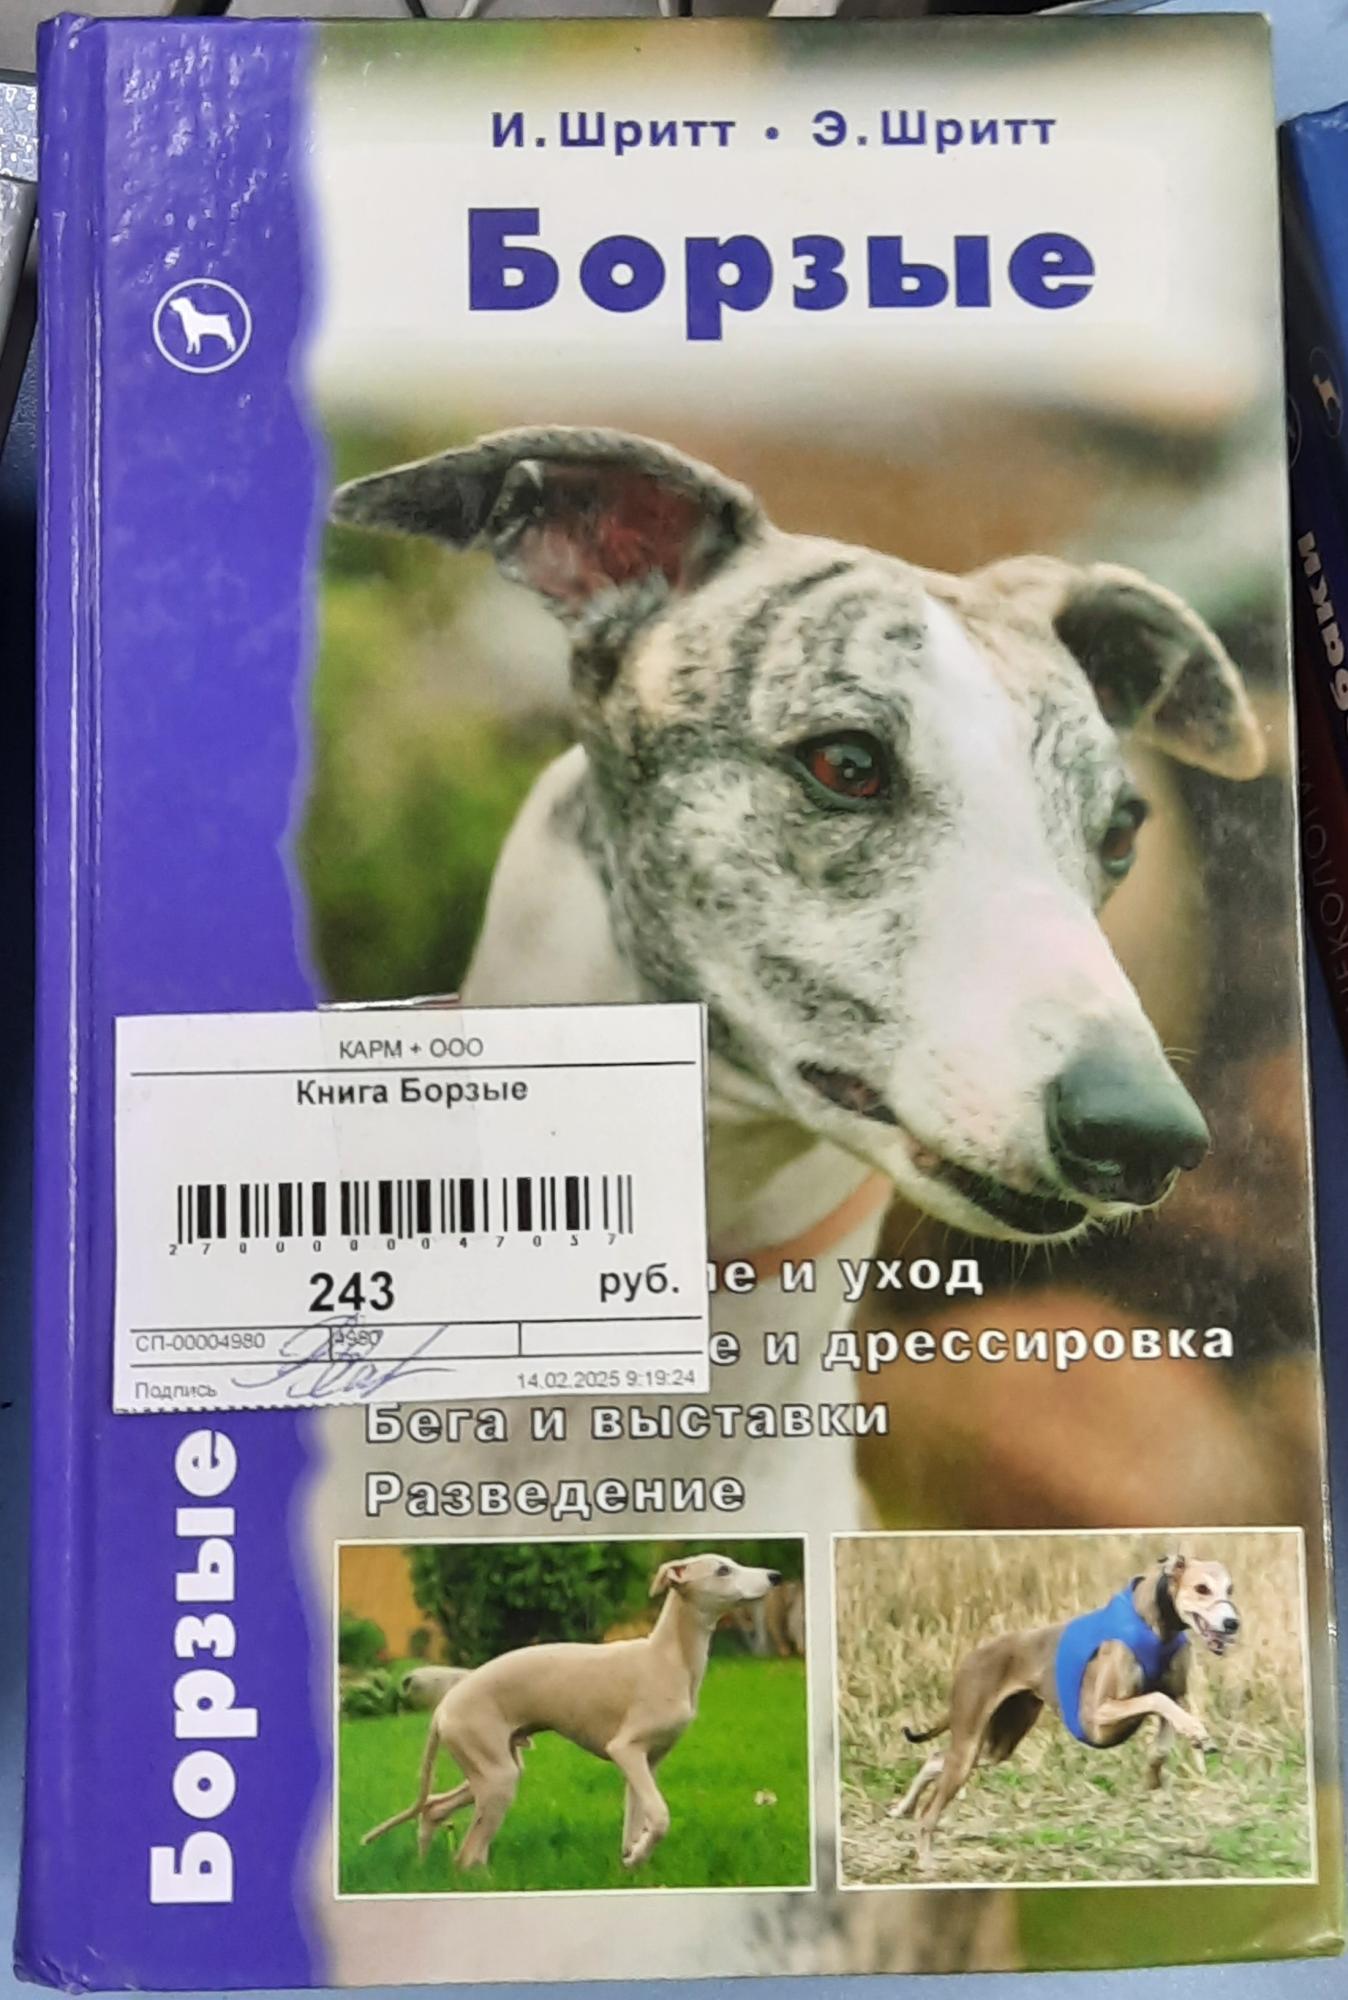 И.Шритт • Э.Шритт
Борзые
КАРМ + ООО
Книга Борзые
2700000047057
243 руб.
СП-00004980 4980
Подпись 14.02.2025 9:19:24
и уход
и дрессировка
Бега и выставки
Разведение
Борзые